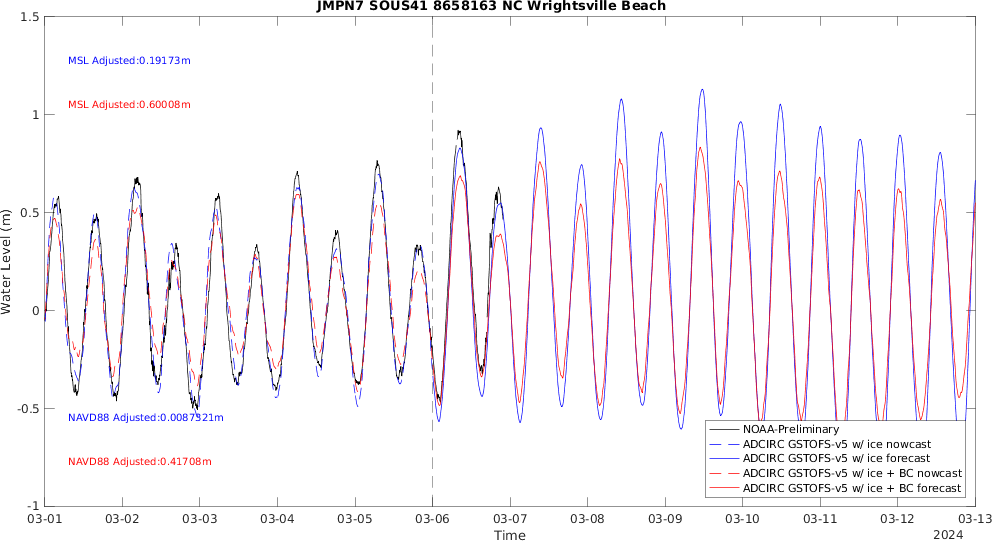 JMPN7 SOUS41 8658163 NC Wrightsville Beach
1.5
1
0.5
0
-0.5
-1
Water Level (m)
MSL Adjusted:0.19173m
MSL Adjusted:0.60008m
NAVD88 Adjusted:0.0087321m
NAVD88 Adjusted:0.41708m
NOAA-Preliminary
ADCIRC GSTOFS-v5 w/ ice nowcast
ADCIRC GSTOFS-v5 w/ ice forecast
ADCIRC GSTOFS-v5 w/ ice + BC nowcast
ADCIRC GSTOFS-v5 w/ ice + BC forecast
03-01 03-02 03-03 03-04 03-05 03-06 03-07 03-08 03-09 03-10 03-11 03-12 03-13
Time
2024